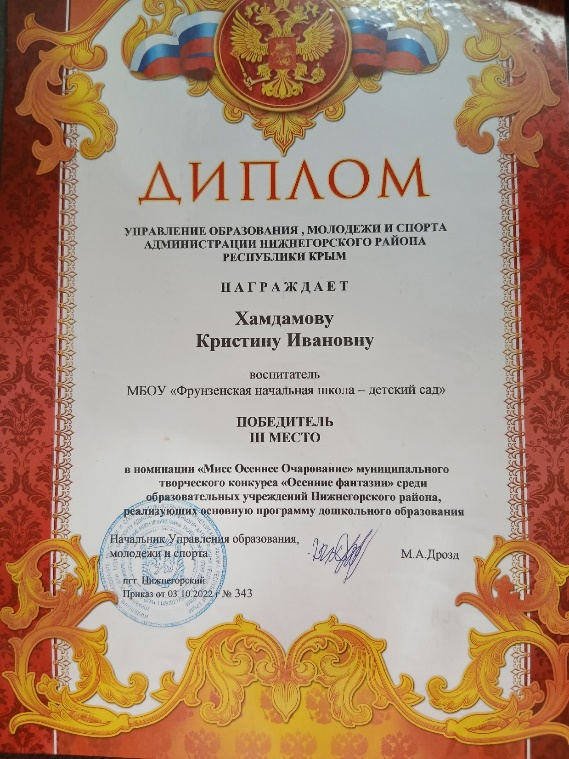 ДИПЛОМ
УПРАВЛЕНИЕ ОБРАЗОВАНИЯ , МОЛОДЕЖИ И СПОРТА
АДМИНИСТРАЦИИ НИЖНЕГОРСКОГО РАЙОНА
РЕСПУБЛИКИ КРЫМ
Н А Г Р А Ж Д А Е Т
Хамдамову
Кристину Ивановну
воспитатель
МБОУ «Фрунзенская начальная школа – детский сад»
ПОБЕДИТЕЛЬ
III МЕСТО
в номинации «Мисс Осеннее Очарование» муниципального
творческого конкурса «Осенние фантазии» среди
образовательных учреждений Нижнегорского района,
реализующих основную программу дошкольного образования
Начальник Управления образования,
молодежи и спорта
М.А.Дрозд
пгт. Нижнегорский
Приказ от 03.10.2022 г № 343